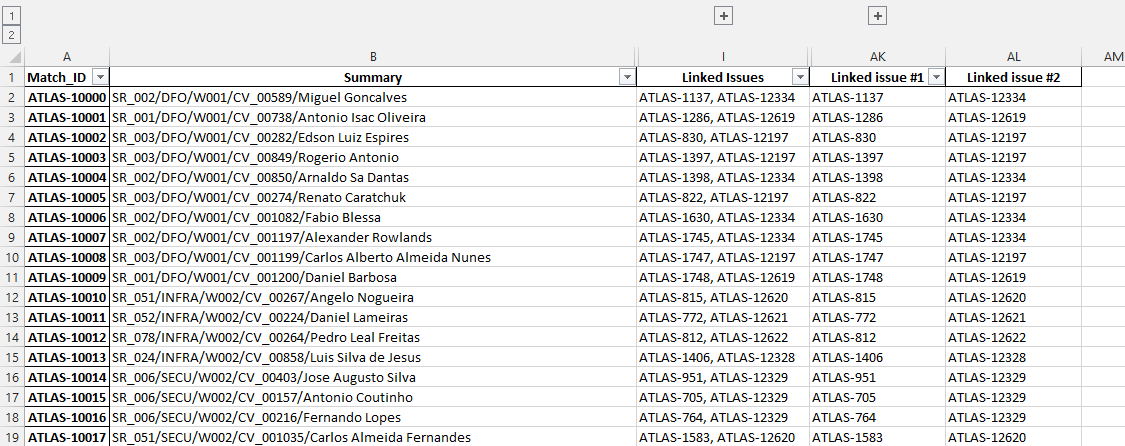 1
2
A B I AK AL AM
1 Match_ID Summary Linked Issues Linked issue #1 Linked issue #2
2 ATLAS-10000 SR_002/DFO/W001/CV_00589/Miguel Goncalves ATLAS-1137, ATLAS-12334 ATLAS-1137 ATLAS-12334
3 ATLAS-10001 SR_001/DFO/W001/CV_00738/Antonio Isac Oliveira ATLAS-1286, ATLAS-12619 ATLAS-1286 ATLAS-12619
4 ATLAS-10002 SR_003/DFO/W001/CV_00282/Edson Luiz Espires ATLAS-830, ATLAS-12197 ATLAS-830 ATLAS-12197
5 ATLAS-10003 SR_003/DFO/W001/CV_00849/Rogerio Antonio ATLAS-1397, ATLAS-12197 ATLAS-1397 ATLAS-12197
6 ATLAS-10004 SR_002/DFO/W001/CV_00850/Arnaldo Sa Dantas ATLAS-1398, ATLAS-12334 ATLAS-1398 ATLAS-12334
7 ATLAS-10005 SR_003/DFO/W001/CV_00274/Renato Caratchuk ATLAS-822, ATLAS-12197 ATLAS-822 ATLAS-12197
8 ATLAS-10006 SR_002/DFO/W001/CV_001082/Fabio Blessa ATLAS-1630, ATLAS-12334 ATLAS-1630 ATLAS-12334
9 ATLAS-10007 SR_002/DFO/W001/CV_001197/Alexander Rowlands ATLAS-1745, ATLAS-12334 ATLAS-1745 ATLAS-12334
10 ATLAS-10008 SR_003/DFO/W001/CV_001199/Carlos Alberto Almeida Nunes ATLAS-1747, ATLAS-12197 ATLAS-1747 ATLAS-12197
11 ATLAS-10009 SR_001/DFO/W001/CV_001200/Daniel Barbosa ATLAS-1748, ATLAS-12619 ATLAS-1748 ATLAS-12619
12 ATLAS-10010 SR_051/INFRA/W002/CV_00267/Angelo Nogueira ATLAS-815, ATLAS-12620 ATLAS-815 ATLAS-12620
13 ATLAS-10011 SR_052/INFRA/W002/CV_00224/Daniel Lameiras ATLAS-772, ATLAS-12621 ATLAS-772 ATLAS-12621
14 ATLAS-10012 SR_078/INFRA/W002/CV_00264/Pedro Leal Freitas ATLAS-812, ATLAS-12622 ATLAS-812 ATLAS-12622
15 ATLAS-10013 SR_024/INFRA/W002/CV_00858/Luis Silva de Jesus ATLAS-1406, ATLAS-12328 ATLAS-1406 ATLAS-12328
16 ATLAS-10014 SR_006/SECU/W002/CV_00403/Jose Augusto Silva ATLAS-951, ATLAS-12329 ATLAS-951 ATLAS-12329
17 ATLAS-10015 SR_006/SECU/W002/CV_00157/Antonio Coutinho ATLAS-705, ATLAS-12329 ATLAS-705 ATLAS-12329
18 ATLAS-10016 SR_006/SECU/W002/CV_00216/Fernando Lopes ATLAS-764, ATLAS-12329 ATLAS-764 ATLAS-12329
19 ATLAS-10017 SR_051/SECU/W002/CV_001035/Carlos Almeida Fernandes ATLAS-1583, ATLAS-12620 ATLAS-1583 ATLAS-12620